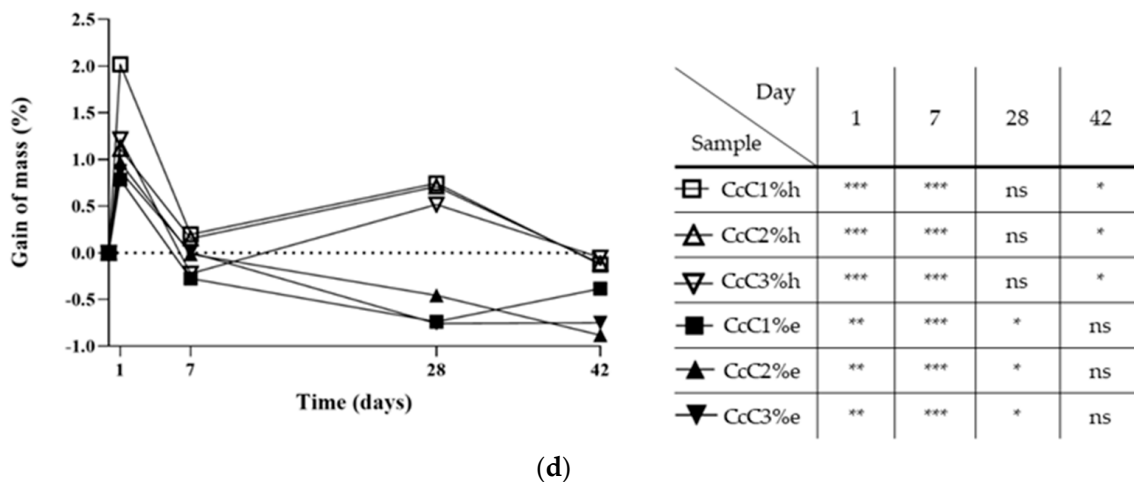 2.5
2.0
1.5
1.0
0.5
0.0
-0.5
-1.0
Gain of mass (%)
1 7 28 42
Time (days)
Day
Sample
1 7 28 42
CcC1%h *** *** ns *
CcC2%h *** *** ns *
CcC3%h *** *** ns *
CcC1%e ** *** * ns
CcC2%e ** *** * ns
CcC3%e ** *** * ns
(d)